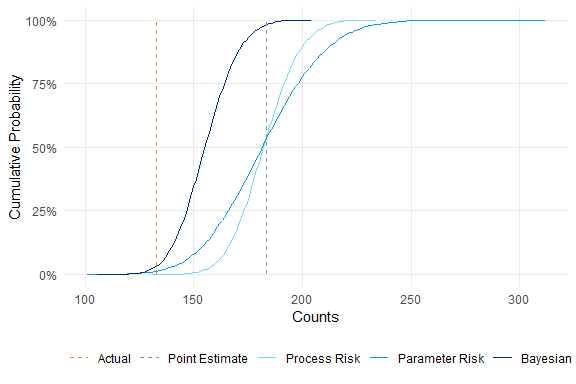 100%
75%
50%
25%
0%
Cumulative Probability
100 150 200 250 300
Counts
Actual Point Estimate Process Risk Parameter Risk Bayesian